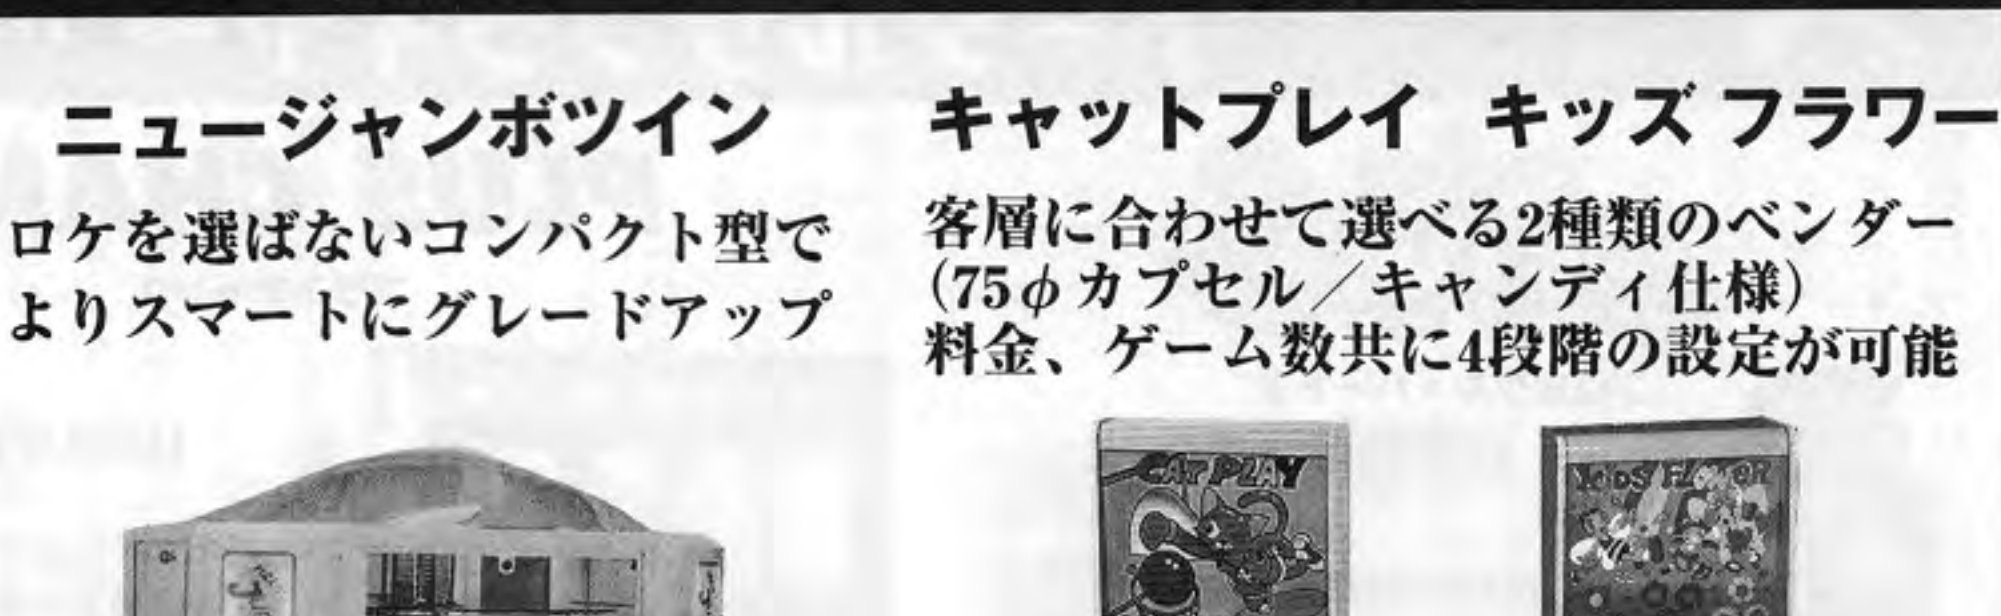 ニュージャンボツイン
ロケを選ばないコンパクト型で
よりスマートにグレードアップ
キャットプレイ キッズ フラワー
客層に合わせて選べる2種類のベンダー
(75φカプセル/キャンディ仕様)
料金、ゲーム数共に4段階の設定が可能
CAT PLAY
KIDS FLOWER